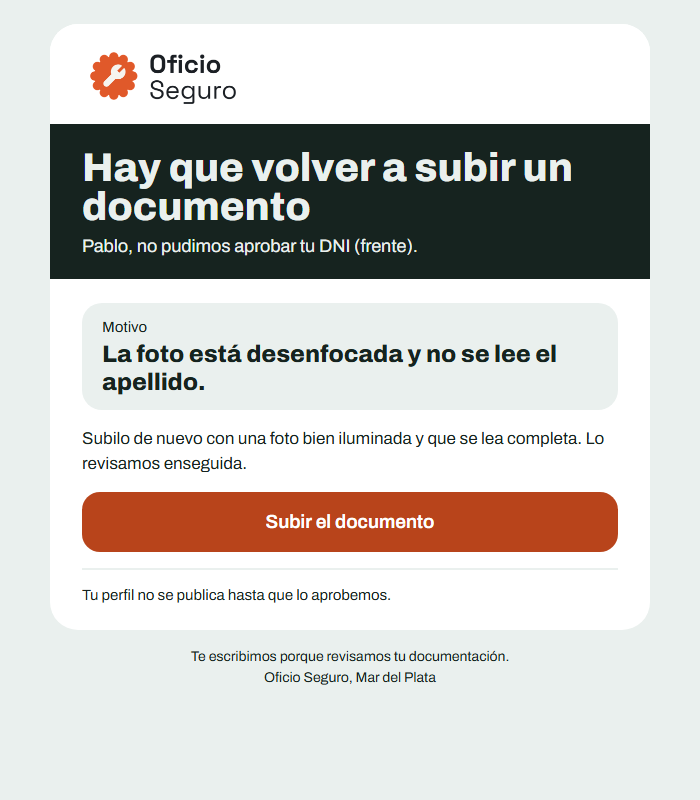 Oficio
Seguro
Hay que volver a subir un
documento
Pablo, no pudimos aprobar tu DNI (frente).
Motivo
La foto está desenfocada y no se lee el
apellido.
Subilo de nuevo con una foto bien iluminada y que se lea completa. Lo
revisamos enseguida.
Subir el documento
Tu perfil no se publica hasta que lo aprobemos.
Te escribimos porque revisamos tu documentación.
Oficio Seguro, Mar del Plata